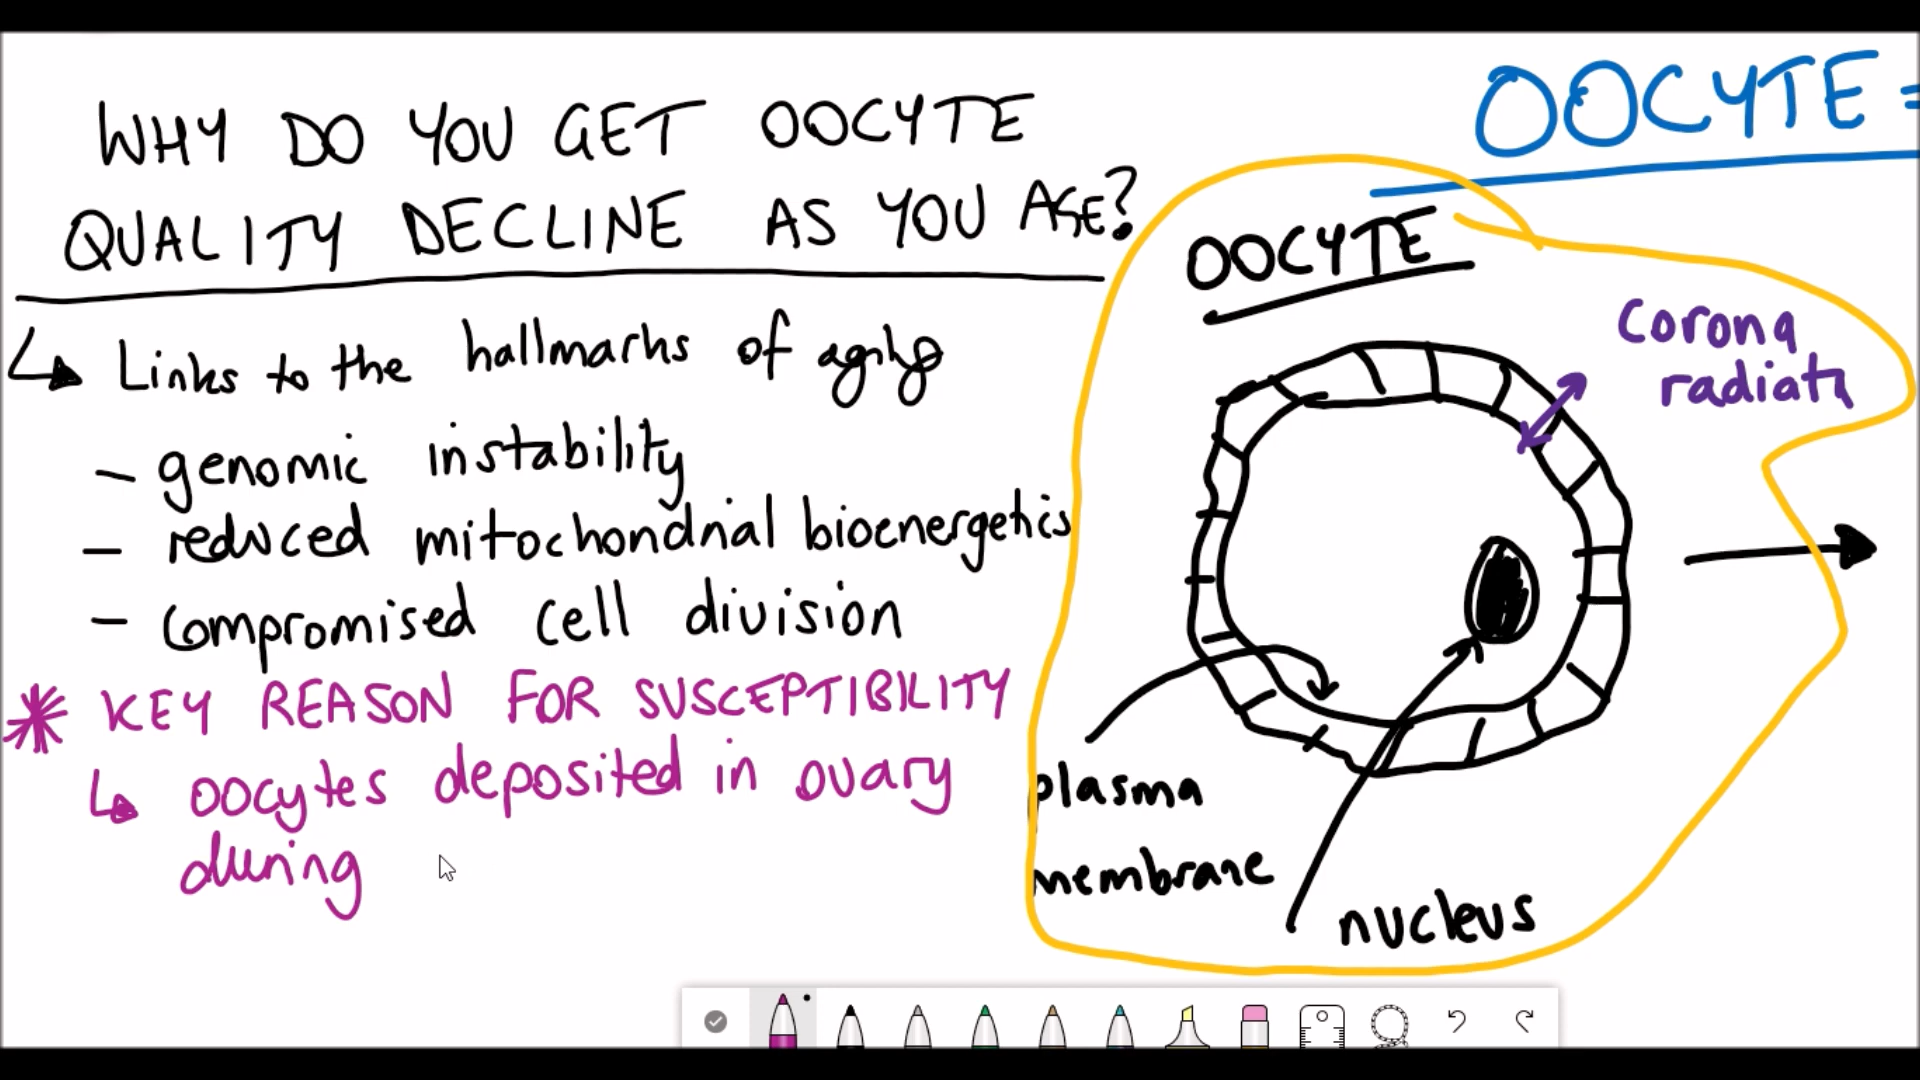 WHY DO YOU GET OOCYTE
QUALITY DECLINE AS YOU AGE?
Links to the hallmarks of aging
- genomic instability
- reduced mitochondrial bioenergetics
- compromised cell division
* KEY REASON FOR SUSCEPTIBILITY
oocytes deposited in ovary
during
OOCYTE =
OOCYTE
corona
radiata
plasma
membrane
nucleus